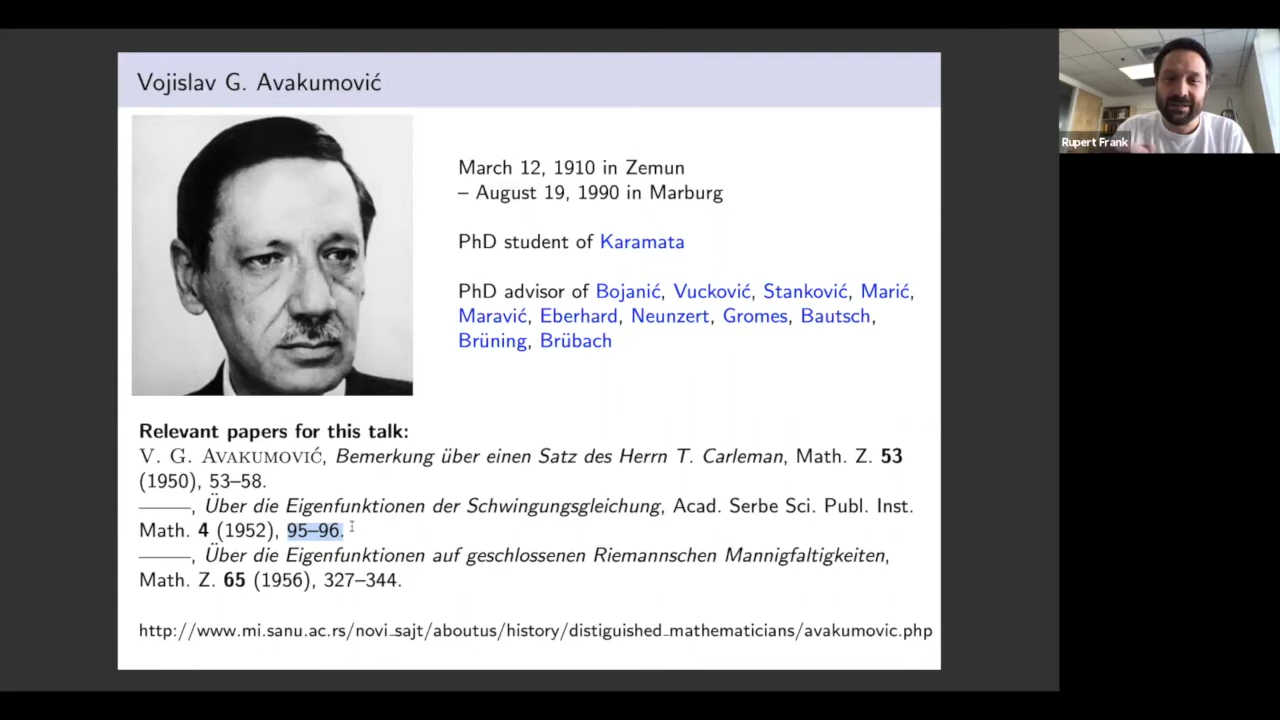 Vojislav G. Avakumović
Rupert Frank
March 12, 1910 in Zemun
– August 19, 1990 in Marburg
PhD student of Karamata
PhD advisor of Bojanić, Vucković, Stanković, Marić,
Maravić, Eberhard, Neunzert, Gromes, Bautsch,
Brüning, Brübach
Relevant papers for this talk:
V. G. Avakumović, Bemerkung über einen Satz des Herrn T. Carleman, Math. Z. 53
(1950), 53–58.
———, Über die Eigenfunktionen der Schwingungsgleichung, Acad. Serbe Sci. Publ. Inst.
Math. 4 (1952), 95–96.
———, Über die Eigenfunktionen auf geschlossenen Riemannschen Mannigfaltigkeiten,
Math. Z. 65 (1956), 327–344.
http://www.mi.sanu.ac.rs/novi_sajt/aboutus/history/distiguished_mathematicians/avakumovic.php